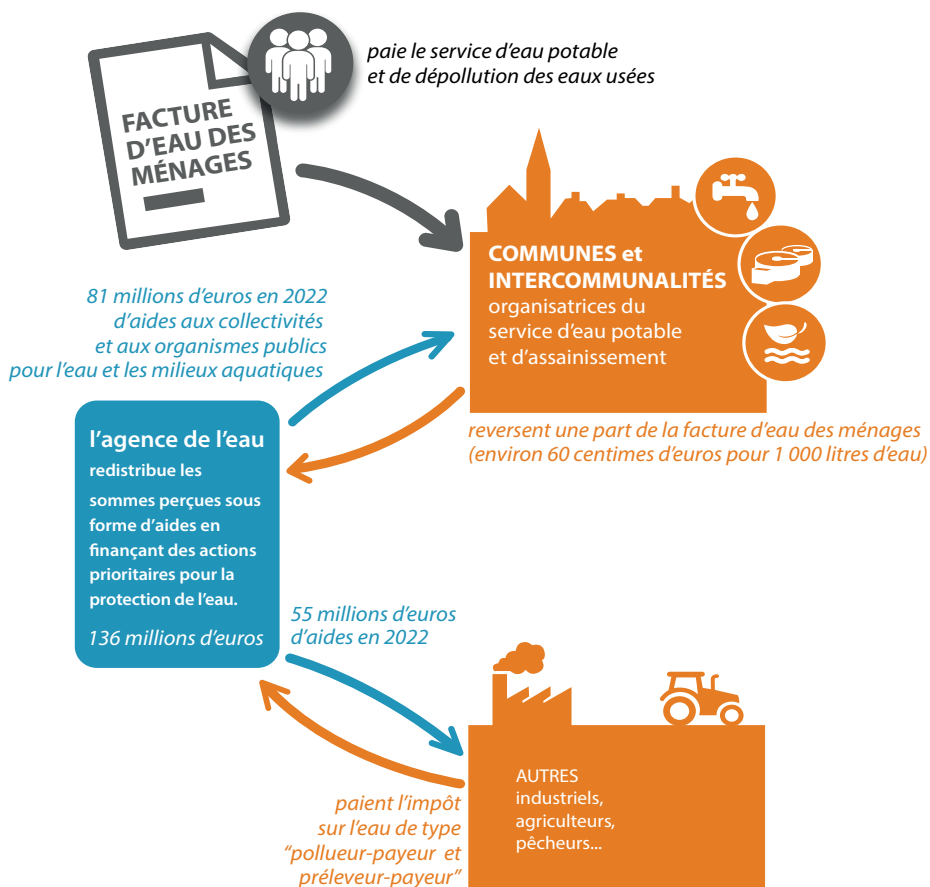 paie le service d'eau potable
et de dépollution des eaux usées
FACTURE
D'EAU DES
MÉNAGES
COMMUNES et
INTERCOMMUNALITÉS
organisatrices du
service d'eau potable
et d'assainissement
81 millions d'euros en 2022
d'aides aux collectivités
et aux organismes publics
pour l'eau et les milieux aquatiques
reversent une part de la facture d'eau des ménages
(environ 60 centimes d'euros pour 1 000 litres d'eau)
l'agence de l'eau
redistribue les
sommes perçues sous
forme d'aides en
finançant des actions
prioritaires pour la
protection de l'eau.
136 millions d'euros
55 millions d'euros
d'aides en 2022
AUTRES
industriels,
agriculteurs,
pêcheurs...
paient l'impôt
sur l'eau de type
"pollueur-payeur et
préleveur-payeur"